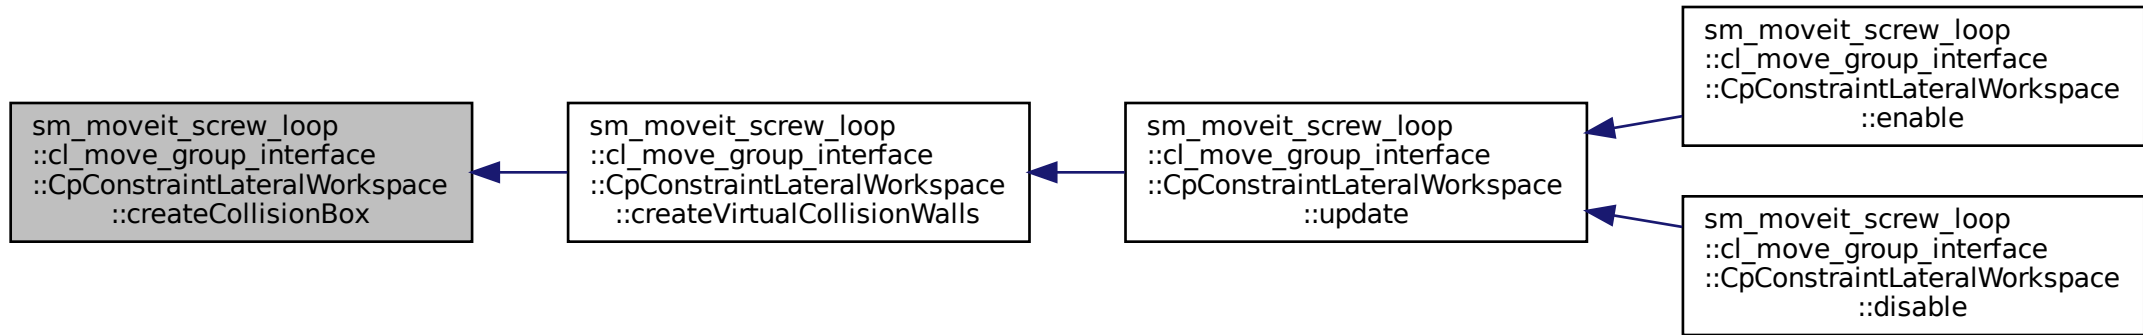 sm_moveit_screw_loop
::cl_move_group_interface
::CpConstraintLateralWorkspace
::createCollisionBox
sm_moveit_screw_loop
::cl_move_group_interface
::CpConstraintLateralWorkspace
::createVirtualCollisionWalls
sm_moveit_screw_loop
::cl_move_group_interface
::CpConstraintLateralWorkspace
::update
sm_moveit_screw_loop
::cl_move_group_interface
::CpConstraintLateralWorkspace
::enable
sm_moveit_screw_loop
::cl_move_group_interface
::CpConstraintLateralWorkspace
::disable